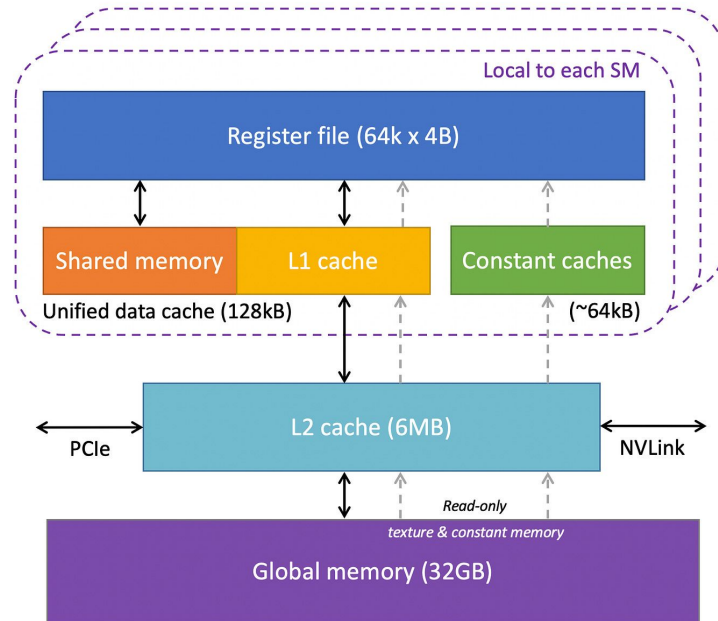 Local to each SM
Register file (64k x 4B)
Shared memory
L1 cache
Constant caches
Unified data cache (128kB)
(~64kB)
L2 cache (6MB)
PCIe
NVLink
Read-only
texture & constant memory
Global memory (32GB)